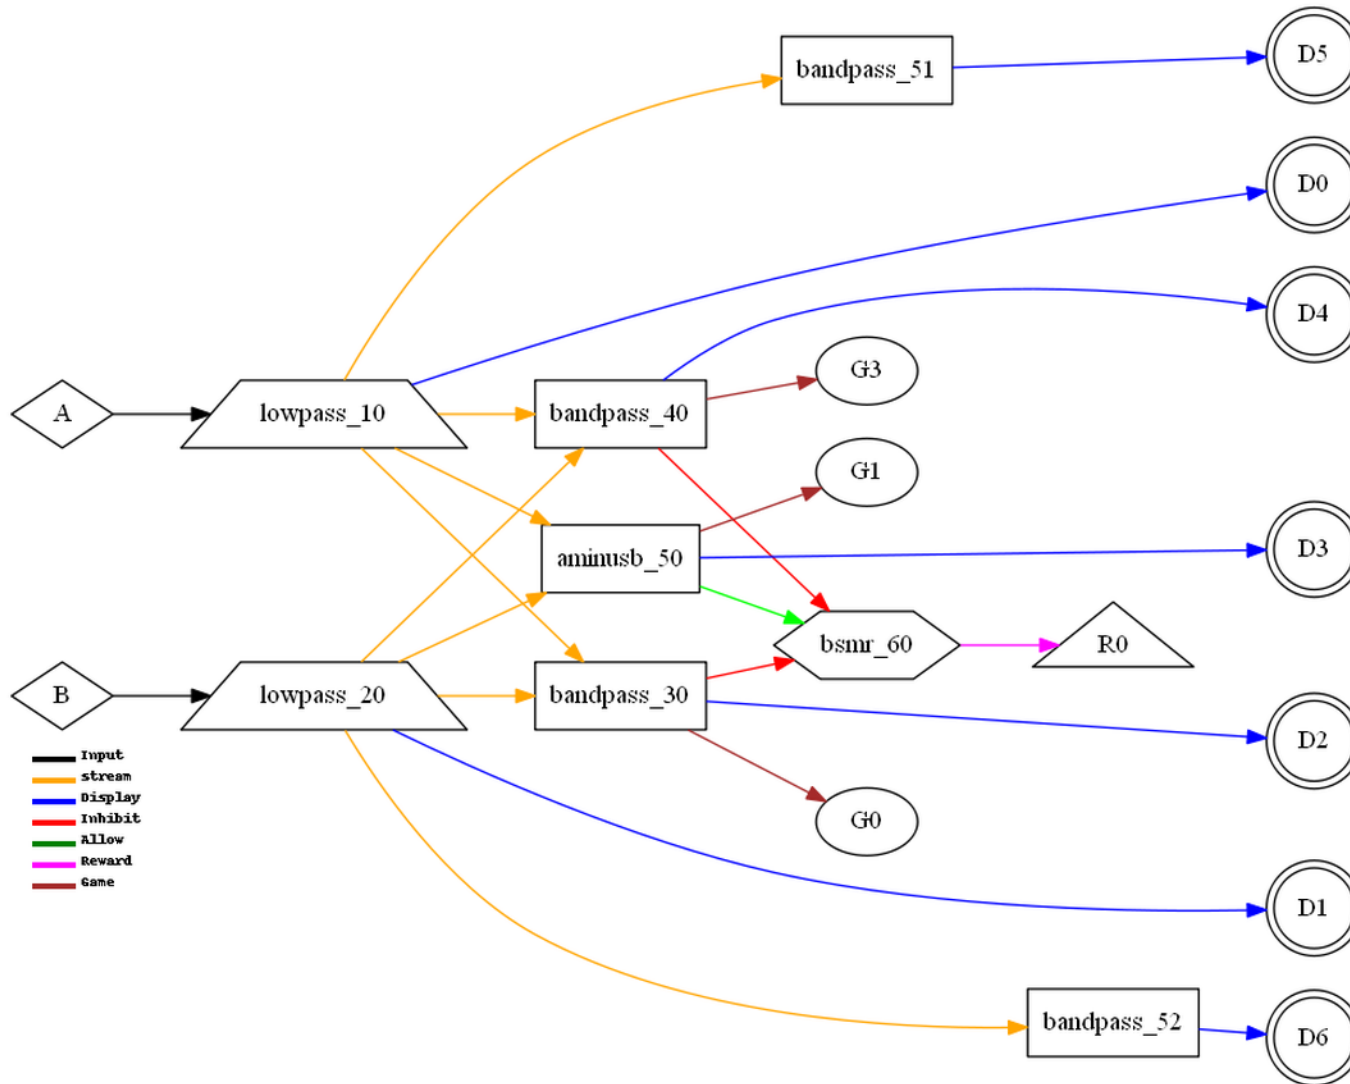 D5
bandpass_51
D0
D4
G3
A
lowpass_10
bandpass_40
G1
aminusb_50
D3
bsmr_60
R0
B
lowpass_20
bandpass_30
D2
Input
stream
Display
Inhibit
Allow
Reward
Game
G0
D1
bandpass_52
D6